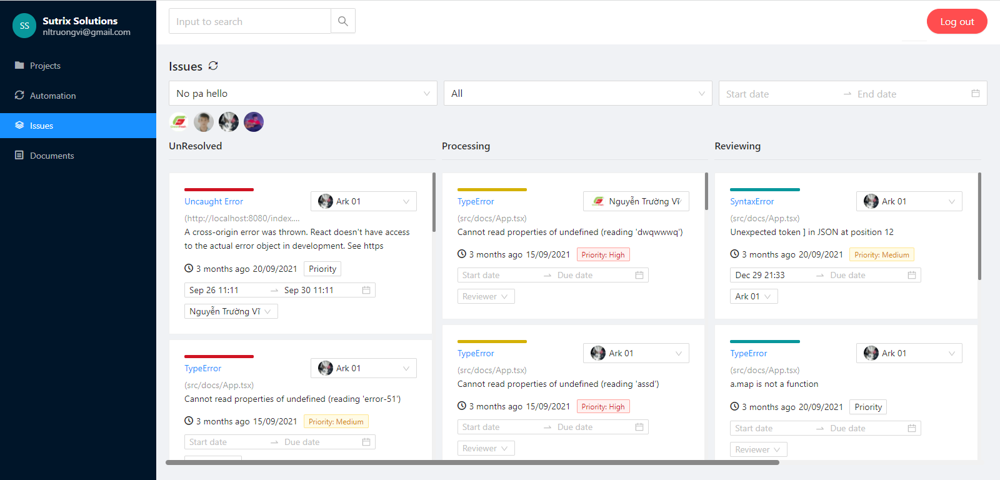 SS
Sutrix Solutions
nltruongvi@gmail.com
Projects
Automation
Issues
Documents
Input to search
Log out
Issues
No pa hello
All
Start date
End date
UnResolved
Uncaught Error
Ark 01
(http://localhost:8080/index....
A cross-origin error was thrown. React doesn't have access
to the actual error object in development. See https
3 months ago 20/09/2021
Priority
Sep 26 11:11
Sep 30 11:11
Nguyễn Trường Vĩ
TypeError
Ark 01
(src/docs/App.tsx)
Cannot read properties of undefined (reading 'error-51')
3 months ago 15/09/2021
Priority: Medium
Start date
Due date
Processing
TypeError
Nguyễn Trường Vĩ
(src/docs/App.tsx)
Cannot read properties of undefined (reading 'dwqwwwq')
3 months ago 15/09/2021
Priority: High
Start date
Due date
Reviewer
TypeError
Ark 01
(src/docs/App.tsx)
Cannot read properties of undefined (reading 'assd')
3 months ago 15/09/2021
Priority: High
Start date
Due date
Reviewer
Reviewing
SyntaxError
Ark 01
(src/docs/App.tsx)
Unexpected token ] in JSON at position 12
3 months ago 20/09/2021
Priority: Medium
Dec 29 21:33
Due date
Ark 01
TypeError
Ark 01
(src/docs/App.tsx)
a.map is not a function
3 months ago 20/09/2021
Priority
Start date
Due date
Reviewer